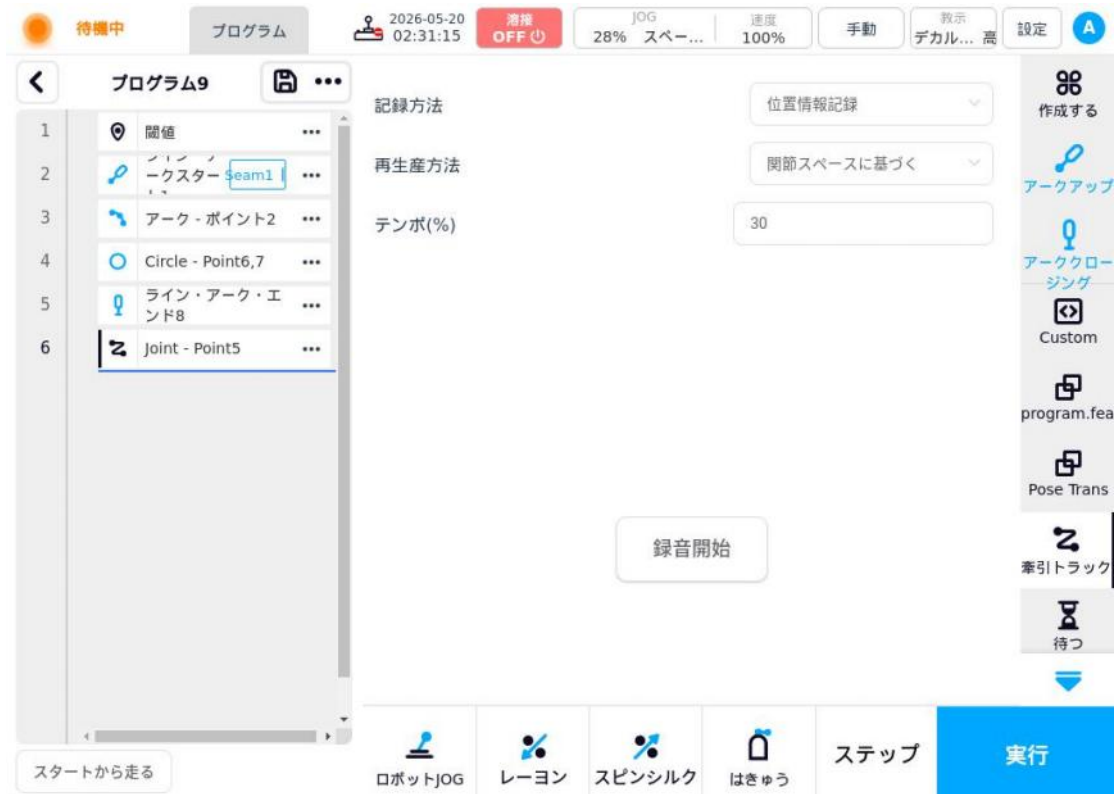 待機中
プログラム
2026-05-20
02:31:15
溶接
OFF
JOG
28% スペー...
速度
100%
手動
教示
デカル... 高
設定
A
プログラム9
1
閾値
2
ークスター
Seam1
3
アーク - ポイント2
4
Circle - Point6,7
5
ライン・アーク・エ
ンド8
6
Joint - Point5
スタートから走る
記録方法
位置情報記録
再生産方法
関節スペースに基づく
テンポ(%)
30
録音開始
作成する
アークアップ
アーククロー
ジング
Custom
program.fea
Pose Trans
牽引トラック
待つ
ロボットJOG
レーヨン
スピンシルク
はきゅう
ステップ
実行